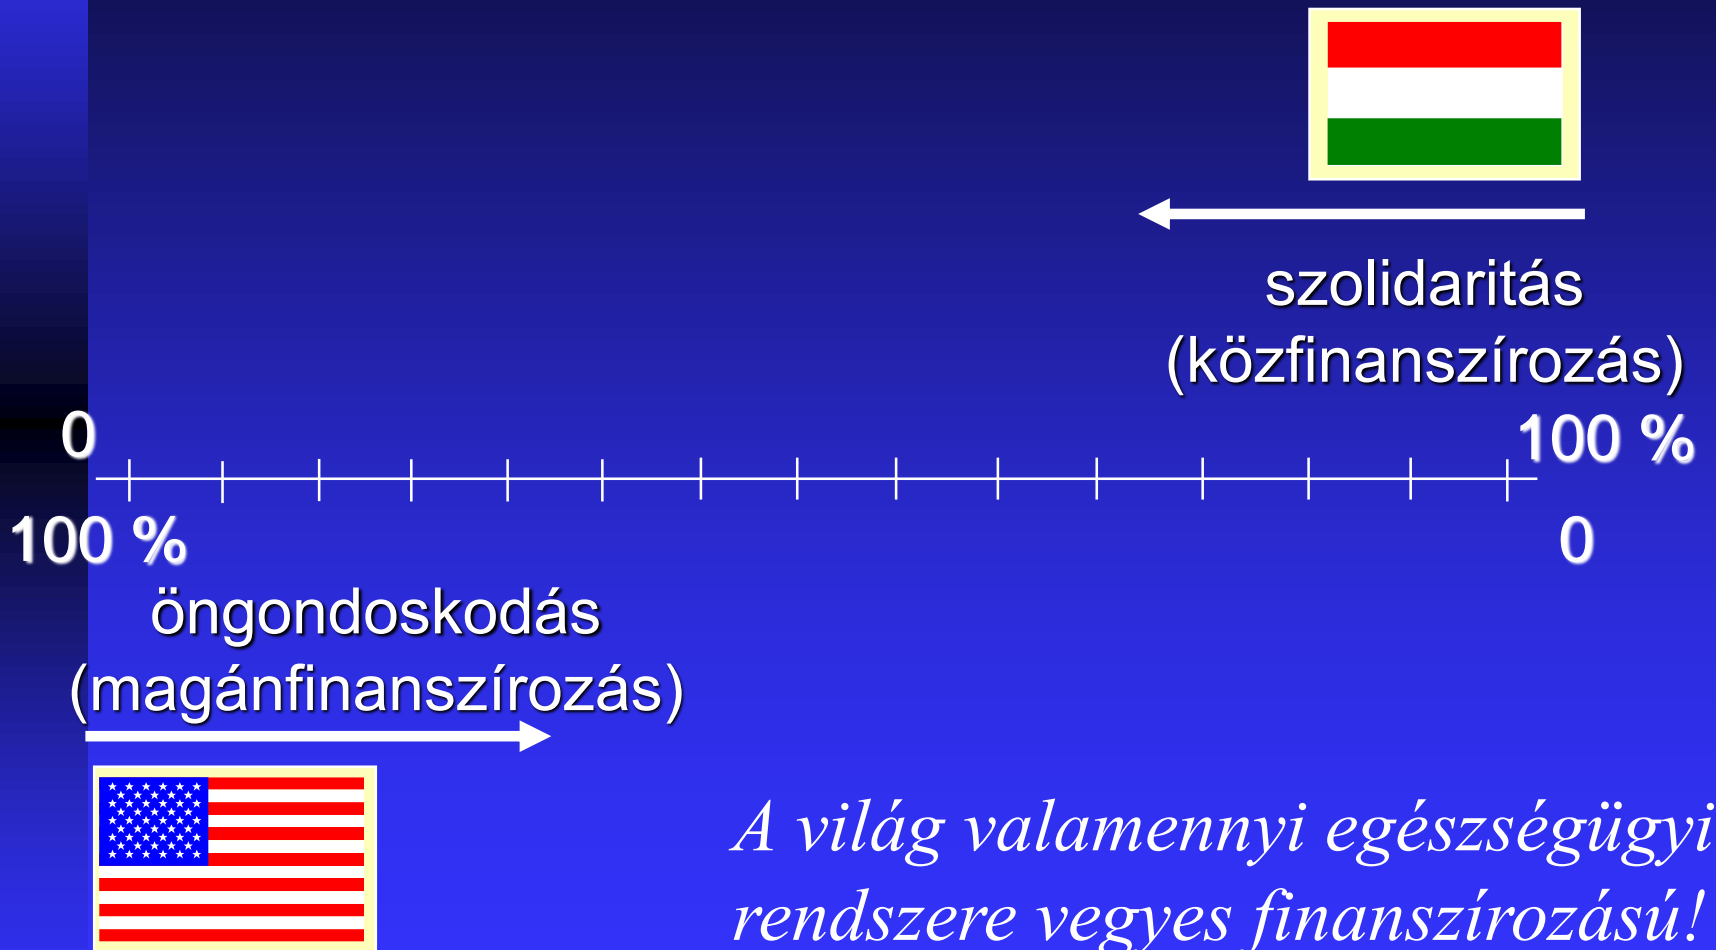 szolidaritás
(közfinanszírozás)
0
100 %
100 %
0
öngondoskodás
(magánfinanszírozás)
A világ valamennyi egészségügyi
rendszere vegyes finanszírozású!